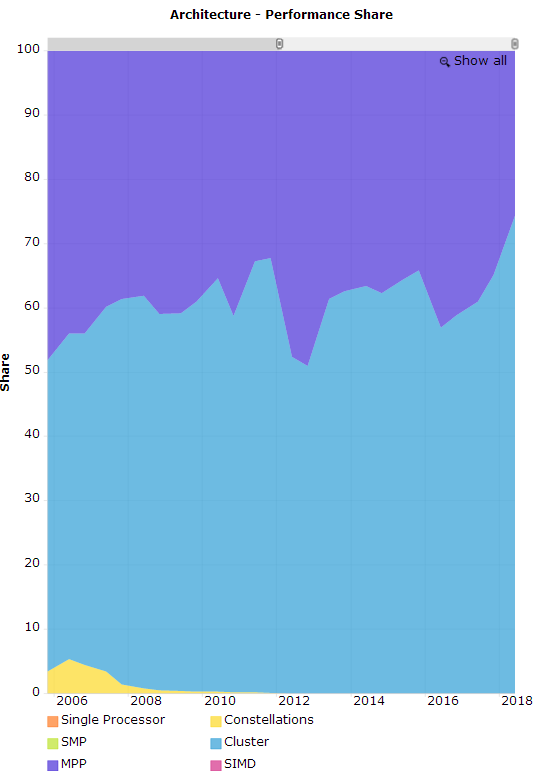 Architecture - Performance Share
Show all
100
90
80
70
60
50
40
30
20
10
0
Share
2006 2008 2010 2012 2014 2016 2018
Single Processor Constellations
SMP Cluster
MPP SIMD